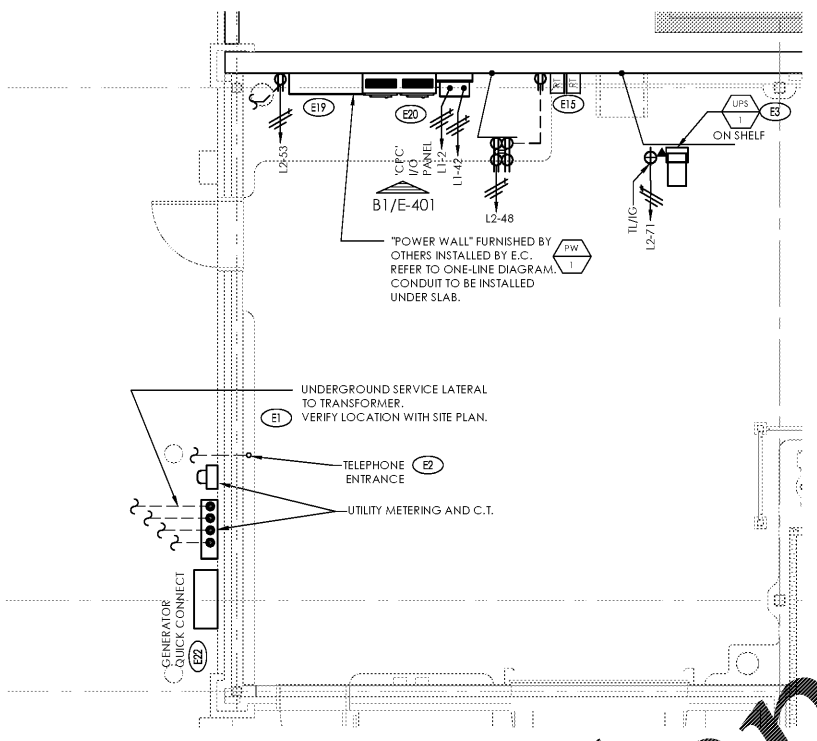 UPS
1
E3
ON SHELF
E19
E20
E15
L2-53
'CPC'
I/O
PANEL
L1-2
L1-42
B1/E-401
L2-48
TL/IG
L2-71
"POWER WALL" FURNISHED BY
OTHERS INSTALLED BY E.C.
REFER TO ONE-LINE DIAGRAM.
CONDUIT TO BE INSTALLED
UNDER SLAB.
PW
1
UNDERGROUND SERVICE LATERAL
TO TRANSFORMER.
E1
VERIFY LOCATION WITH SITE PLAN.
TELEPHONE
ENTRANCE
E2
UTILITY METERING AND C.T.
GENERATOR
QUICK CONNECT
E22